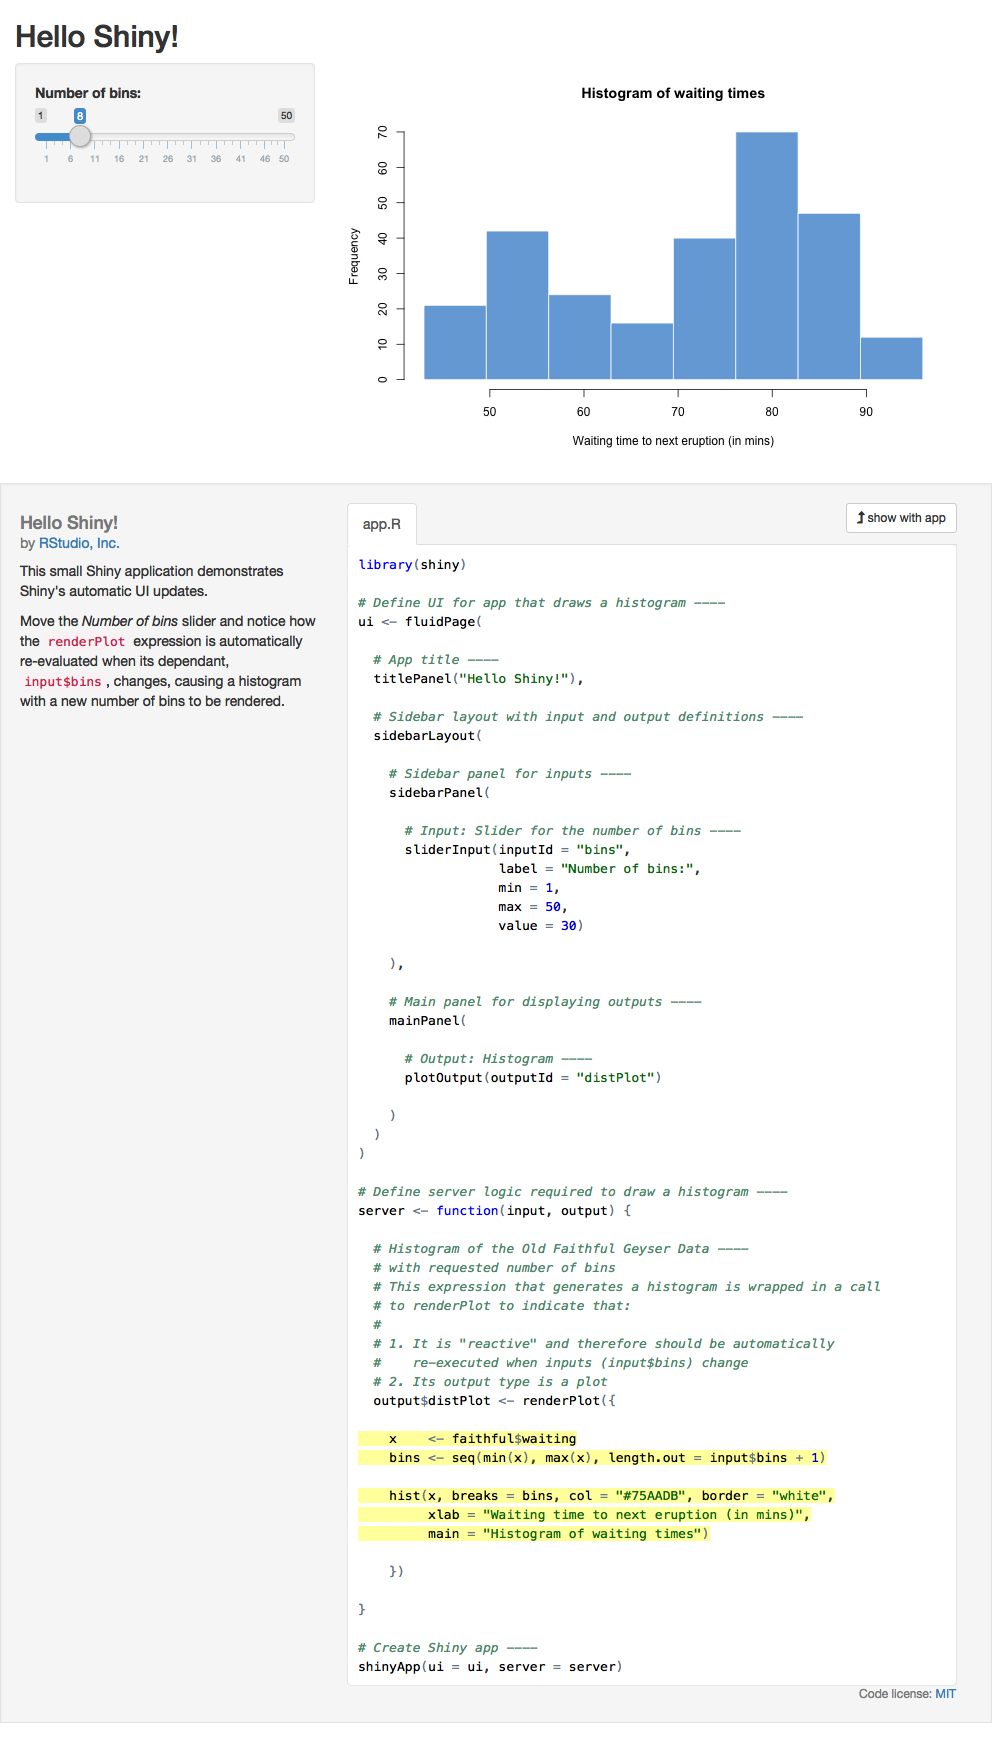 Hello Shiny!
Number of bins:
1 8 50
1 6 11 16 21 26 31 36 41 46 50
Histogram of waiting times
Frequency
70
60
50
40
30
20
10
0
50 60 70 80 90
Waiting time to next eruption (in mins)
Hello Shiny!
by RStudio, Inc.
This small Shiny application demonstrates
Shiny's automatic UI updates.
Move the Number of bins slider and notice how
the renderPlot expression is automatically
re-evaluated when its dependant,
input$bins , changes, causing a histogram
with a new number of bins to be rendered.
app.R
show with app
library(shiny)
# Define UI for app that draws a histogram ----
ui <- fluidPage(
  # App title ----
  titlePanel("Hello Shiny!"),
  # Sidebar layout with input and output definitions ----
  sidebarLayout(
    # Sidebar panel for inputs ----
    sidebarPanel(
      # Input: Slider for the number of bins ----
      sliderInput(inputId = "bins",
                  label = "Number of bins:",
                  min = 1,
                  max = 50,
                  value = 30)
    ),
    # Main panel for displaying outputs ----
    mainPanel(
      # Output: Histogram ----
      plotOutput(outputId = "distPlot")
    )
  )
)
# Define server logic required to draw a histogram ----
server <- function(input, output) {
  # Histogram of the Old Faithful Geyser Data ----
  # with requested number of bins
  # This expression that generates a histogram is wrapped in a call
  # to renderPlot to indicate that:
  #
  # 1. It is "reactive" and therefore should be automatically
  #    re-executed when inputs (input$bins) change
  # 2. Its output type is a plot
  output$distPlot <- renderPlot({
    x    <- faithful$waiting
    bins <- seq(min(x), max(x), length.out = input$bins + 1)
    hist(x, breaks = bins, col = "#75AADB", border = "white",
         xlab = "Waiting time to next eruption (in mins)",
         main = "Histogram of waiting times")
    })
}
# Create Shiny app ----
shinyApp(ui = ui, server = server)
Code license: MIT